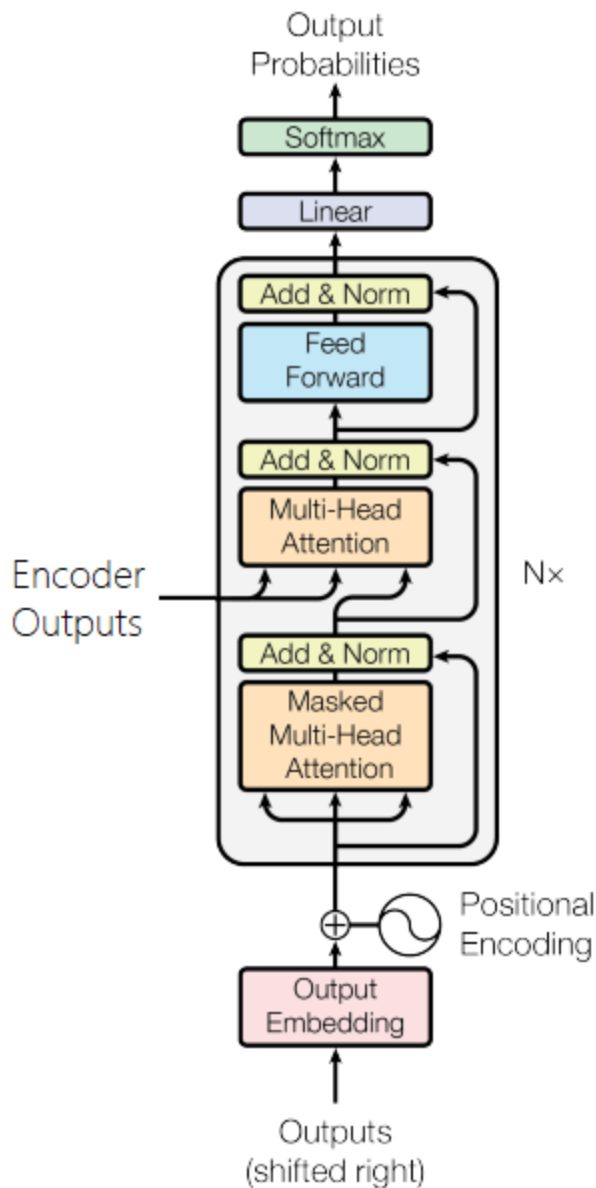 Output
Probabilities
Softmax
Linear
Add & Norm
Feed
Forward
Add & Norm
Multi-Head
Attention
Encoder
Outputs
N×
Add & Norm
Masked
Multi-Head
Attention
Positional
Encoding
Output
Embedding
Outputs
(shifted right)